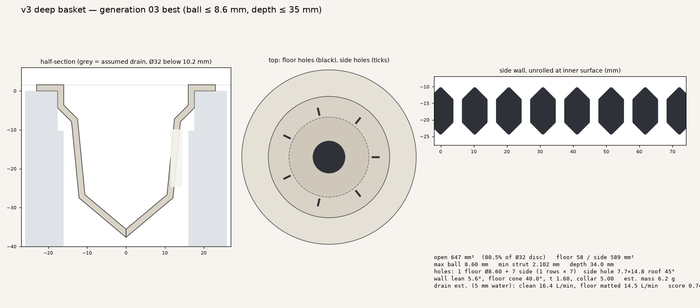 v3 deep basket — generation 03 best (ball ≤ 8.6 mm, depth ≤ 35 mm)
half-section (grey = assumed drain, Ø32 below 10.2 mm)
top: floor holes (black), side holes (ticks)
side wall, unrolled at inner surface (mm)
0
−10
−20
−30
−40
−20
−10
0
10
20
−10
−15
−20
−25
0
10
20
30
40
50
60
70
open 647 mm² (80.5% of Ø32 disc) floor 58 / side 589 mm²
max ball 8.60 mm min strut 2.102 mm depth 34.0 mm
holes: 1 floor Ø8.60 + 7 side (1 rows × 7) side hole 7.7×14.8 roof 45°
wall lean 5.6°, floor cone 40.0°, t 1.60, collar 5.00 est. mass 6.2 g
drain est. (5 mm water): clean 16.4 L/min, floor matted 14.5 L/min score